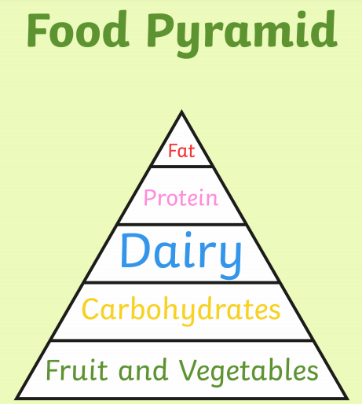 Food Pyramid
Fat
Protein
Dairy
Carbohydrates
Fruit and Vegetables